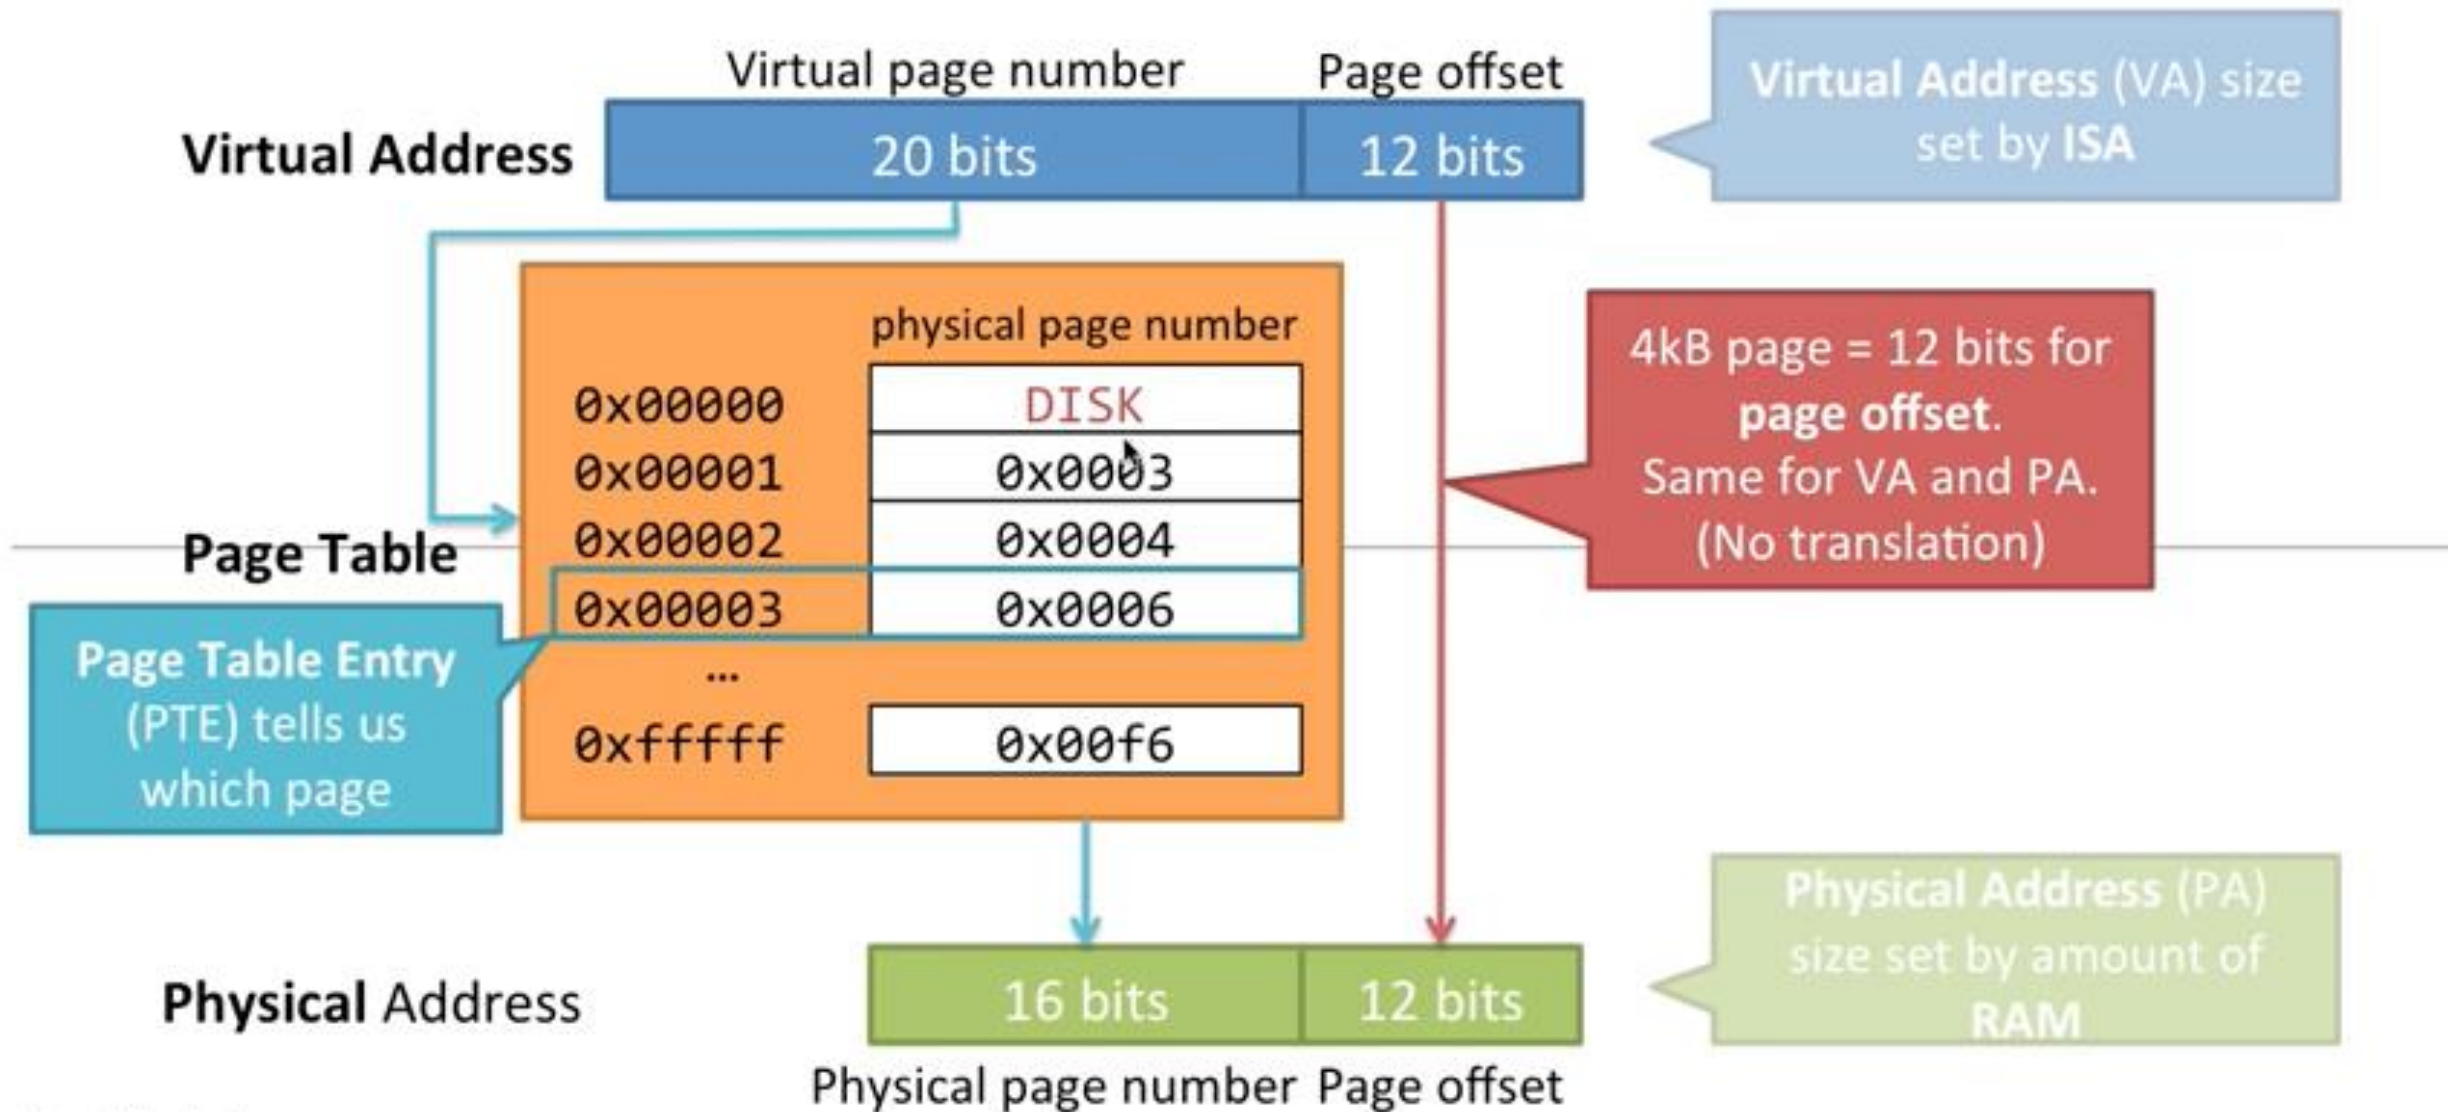 Virtual page number Page offset
Virtual Address 20 bits 12 bits
Virtual Address (VA) size
set by ISA
physical page number
0x00000 DISK
0x00001 0x0003
0x00002 0x0004
0x00003 0x0006
...
0xfffff 0x00f6
Page Table
Page Table Entry
(PTE) tells us
which page
4kB page = 12 bits for
page offset.
Same for VA and PA.
(No translation)
Physical Address 16 bits 12 bits
Physical page number Page offset
Physical Address (PA)
size set by amount of
RAM